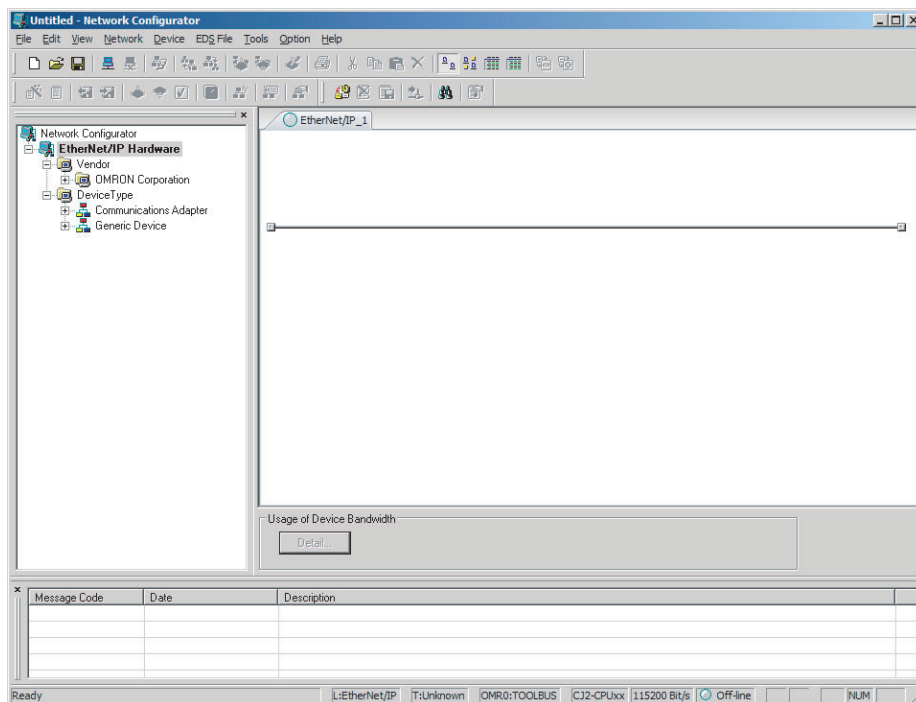 Untitled - Network Configurator
File Edit View Network Device EDS File Tools Option Help
Network Configurator
EtherNet/IP Hardware
Vendor
OMRON Corporation
DeviceType
Communications Adapter
Generic Device
EtherNet/IP_1
Usage of Device Bandwidth
Detail...
Message Code Date Description
Ready L:EtherNet/IP T:Unknown OMR0:TOOLBUS CJ2-CPUxx 115200 Bit/s Off-line NUM